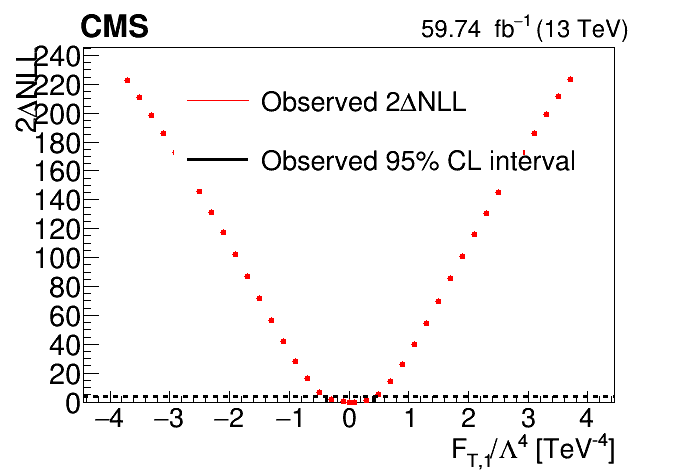 CMS
59.74 fb⁻¹ (13 TeV)
2ΔNLL
240
220
200
180
160
140
120
100
80
60
40
20
0
Observed 2ΔNLL
Observed 95% CL interval
−4 −3 −2 −1 0 1 2 3 4
F_T,1/Λ⁴ [TeV⁻⁴]